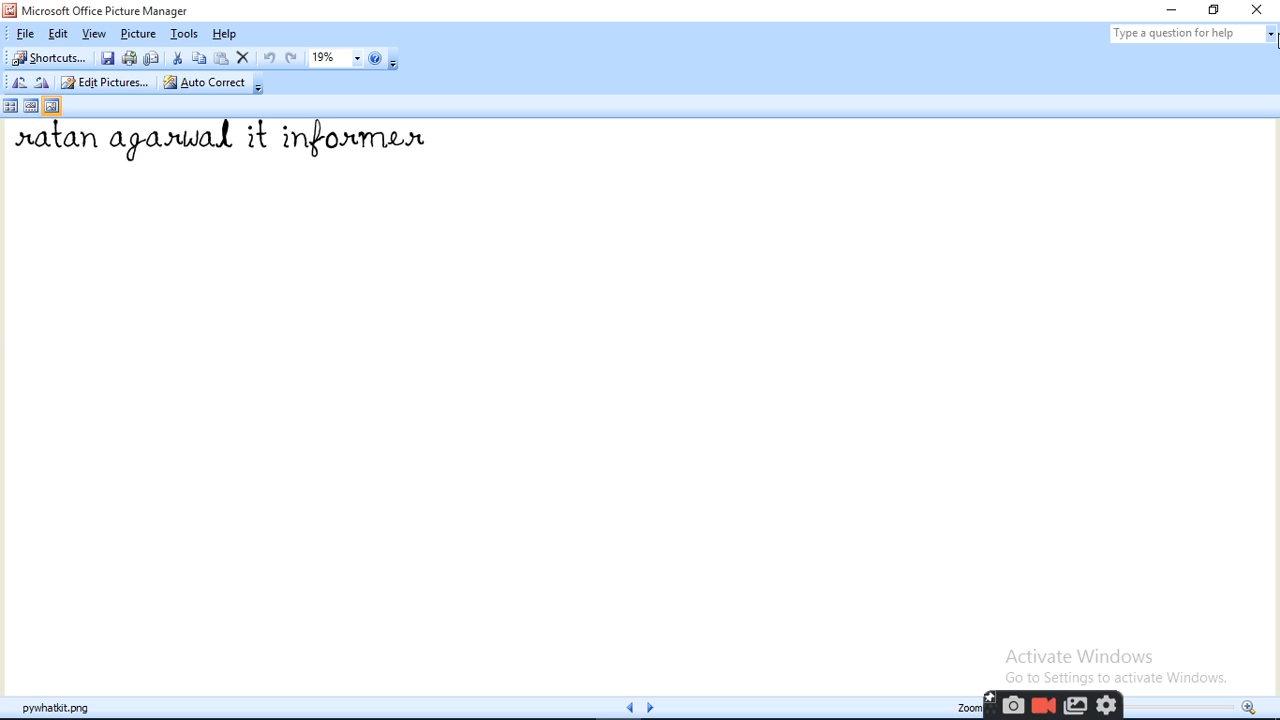 Microsoft Office Picture Manager
File Edit View Picture Tools Help Type a question for help
Shortcuts... 19%
Edit Pictures... Auto Correct
ratan agarwal it informer
Activate Windows
Go to Settings to activate Windows.
pywhatkit.png Zoom